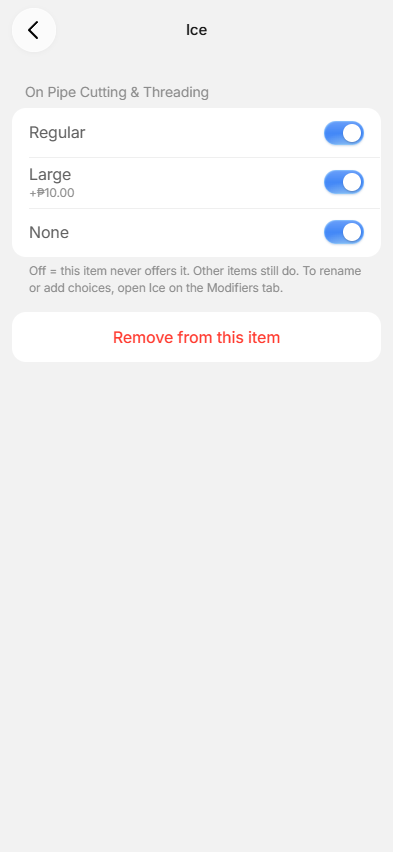 Ice
On Pipe Cutting & Threading
Regular
Large
+₱10.00
None
Off = this item never offers it. Other items still do. To rename
or add choices, open Ice on the Modifiers tab.
Remove from this item